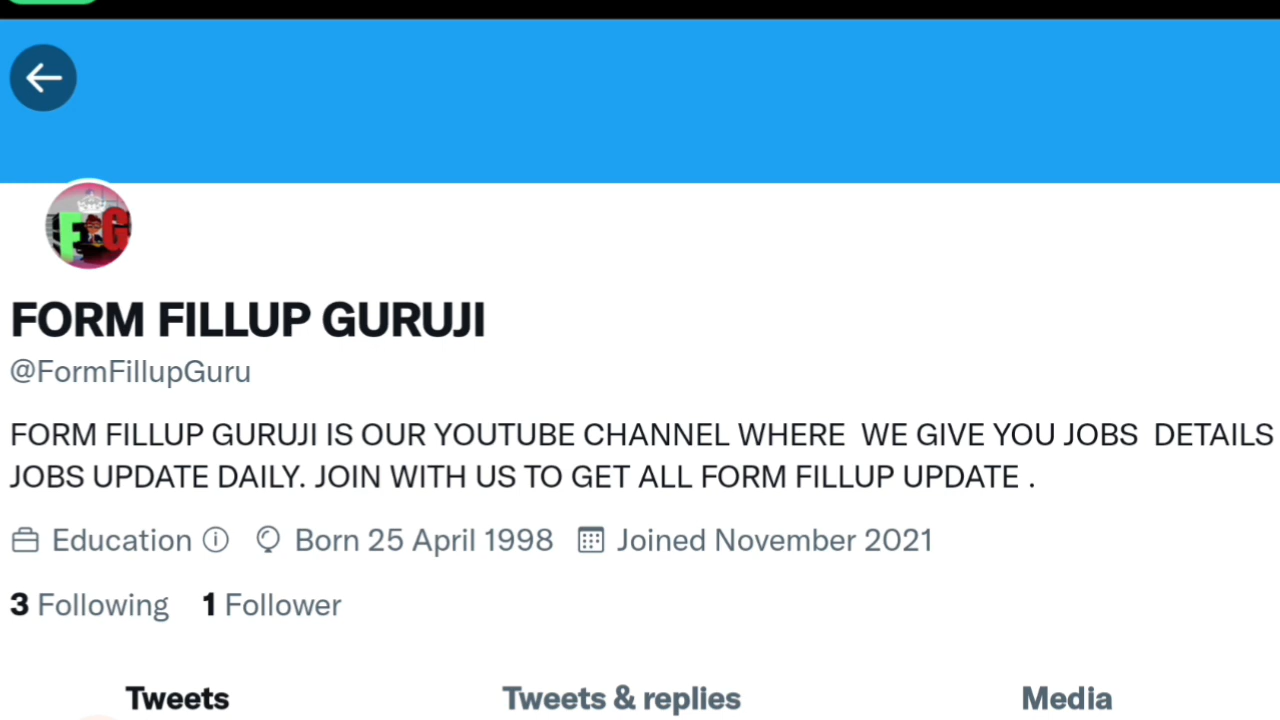 FG
FORM FILLUP GURUJI
@FormFillupGuru
FORM FILLUP GURUJI IS OUR YOUTUBE CHANNEL WHERE WE GIVE YOU JOBS DETAILS
JOBS UPDATE DAILY. JOIN WITH US TO GET ALL FORM FILLUP UPDATE .
Education Born 25 April 1998 Joined November 2021
3 Following 1 Follower
Tweets Tweets & replies Media